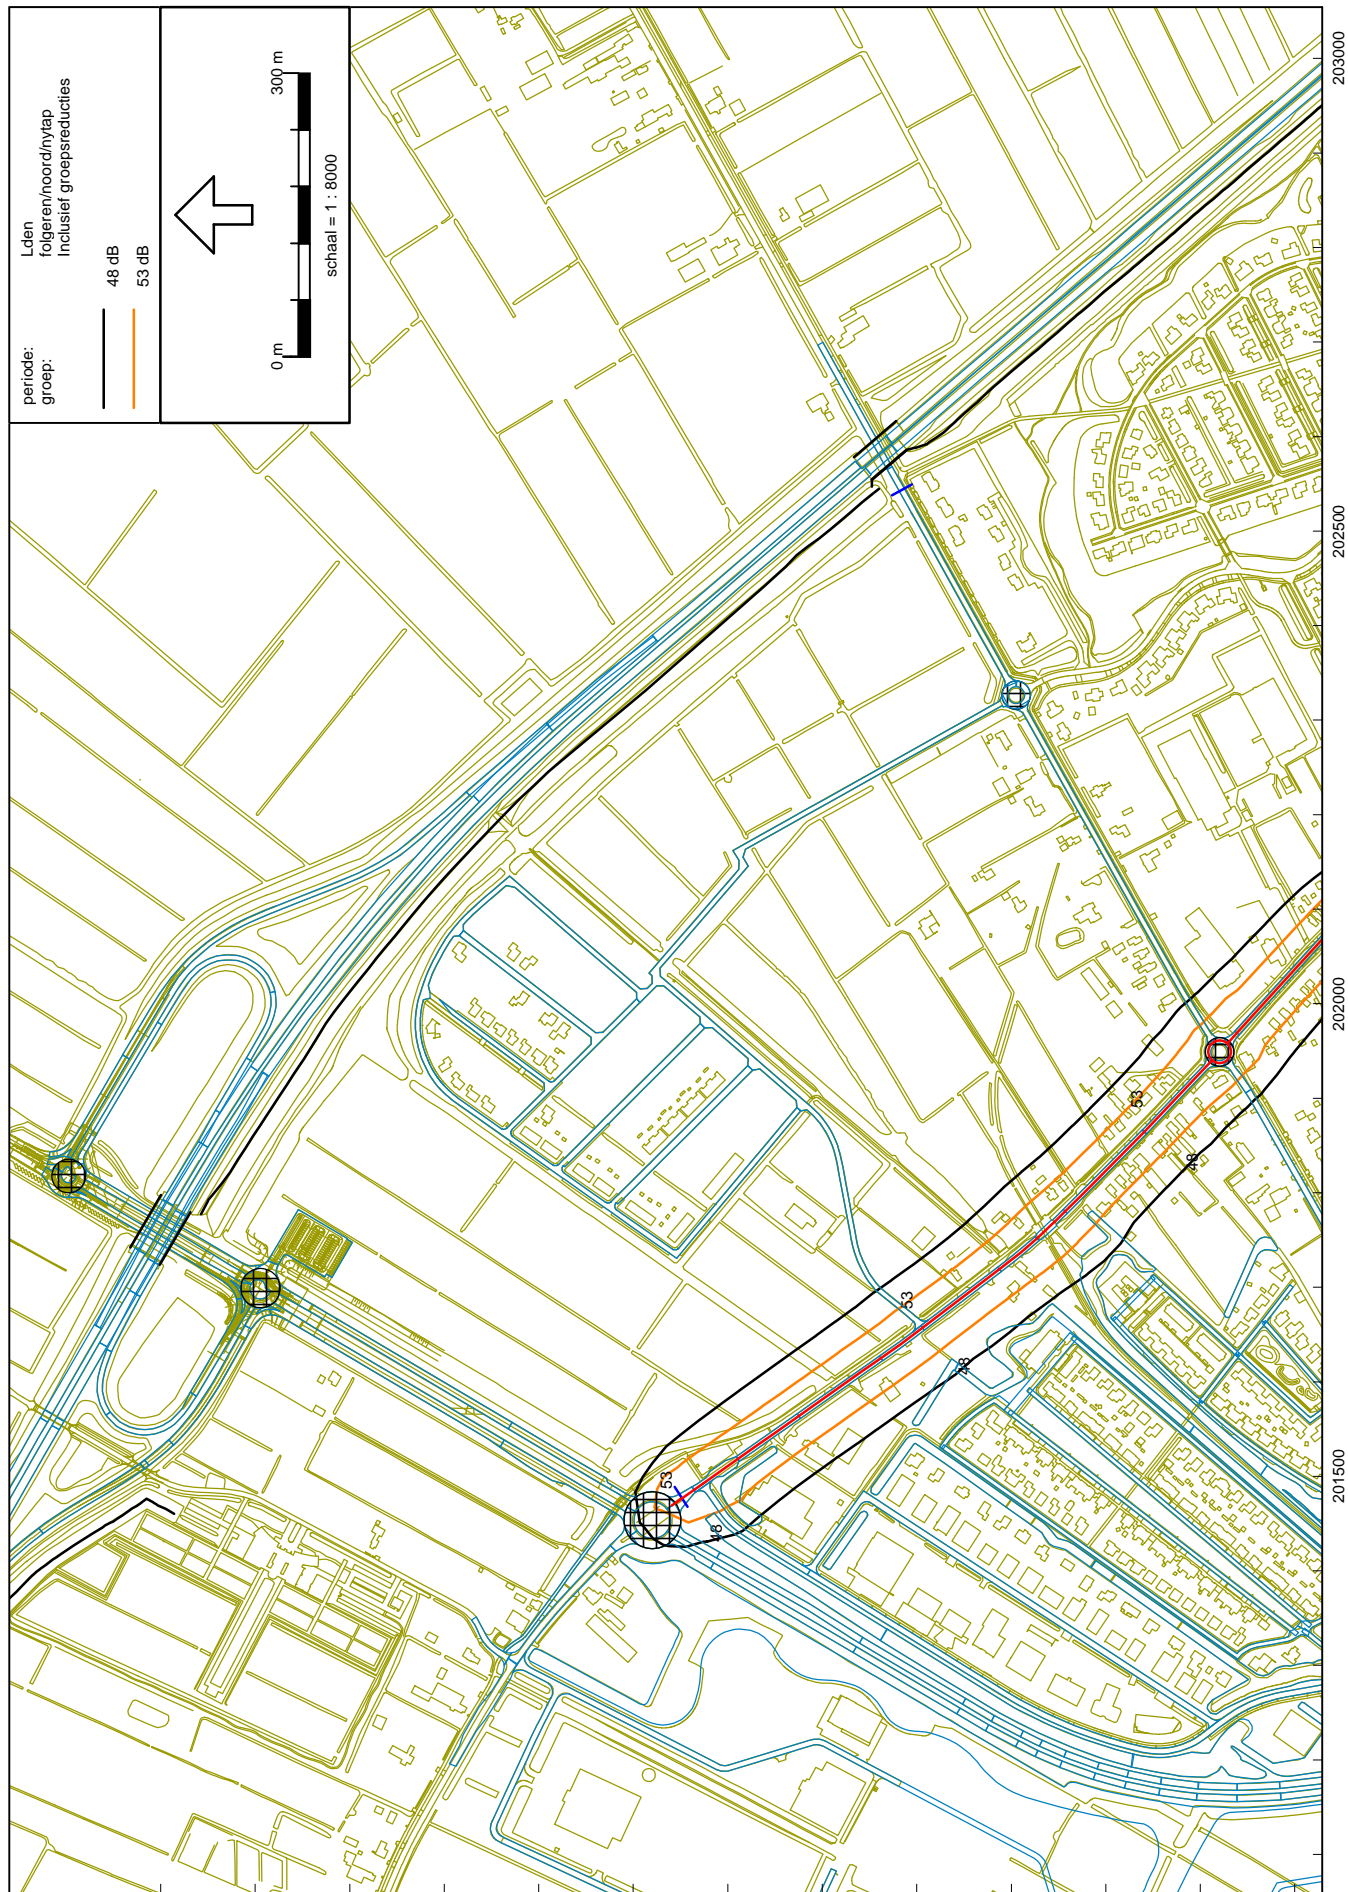 periode: Lden
groep: folgeren/noord/nytap
Inclusief groepsreducties
48 dB
53 dB
0 m 300 m
schaal = 1 : 8000
53
48
53
48
53
48
201500 202000 202500 203000